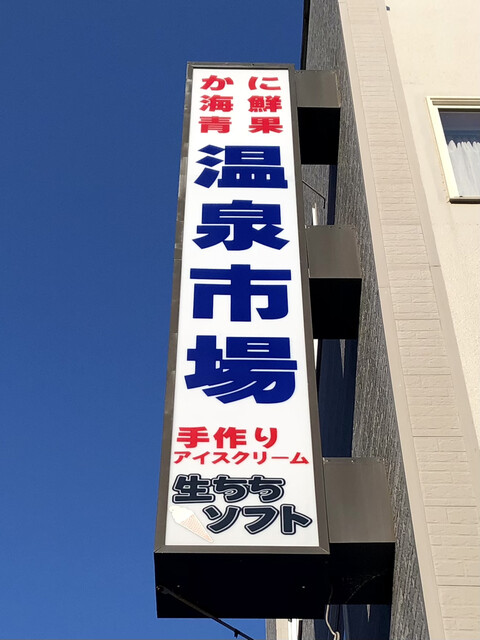 かに
海鮮
青果
温泉市場
手作り
アイスクリーム
生ちち
ソフト